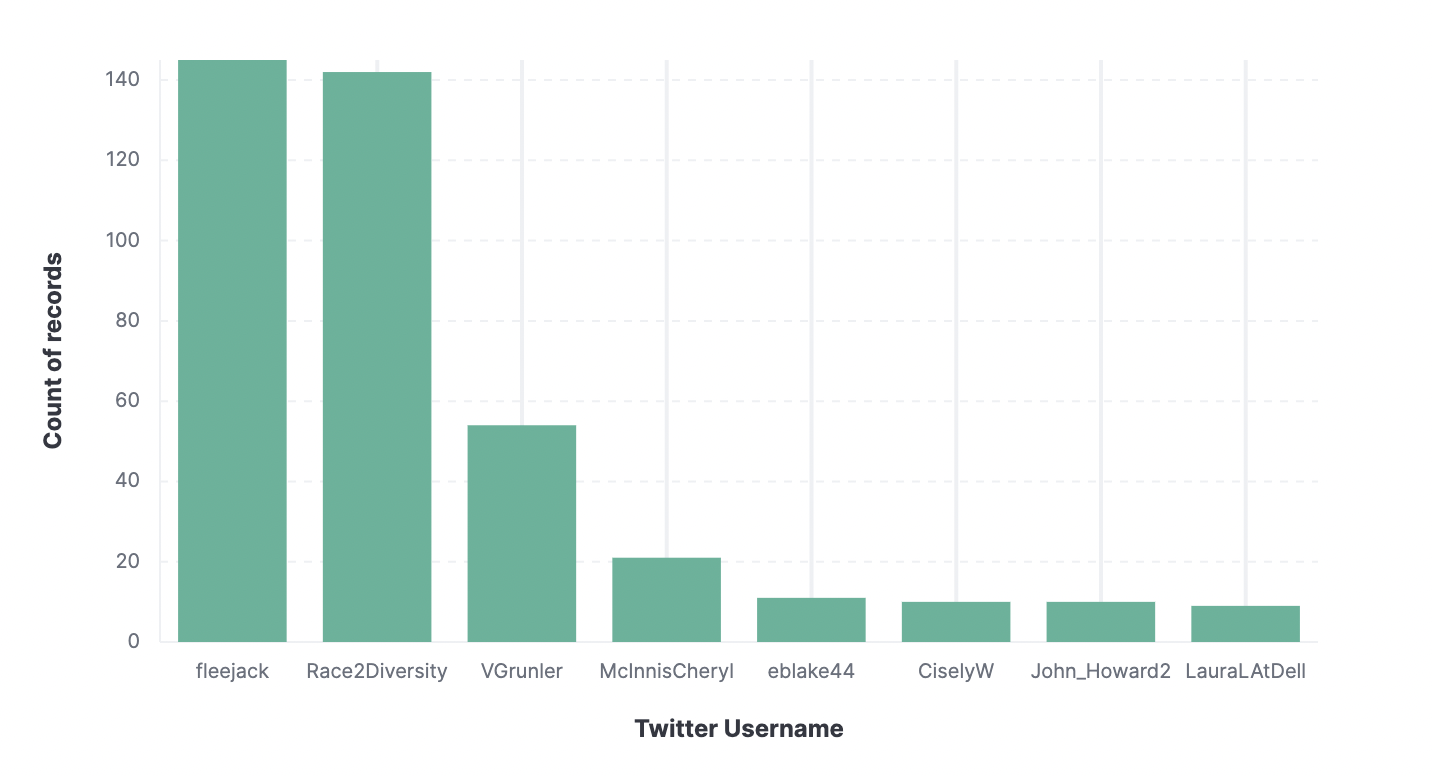 140
120
100
80
60
40
20
0
Count of records
fleejack Race2Diversity VGrunler McInnisCheryl eblake44 CiselyW John_Howard2 LauraLAtDell
Twitter Username